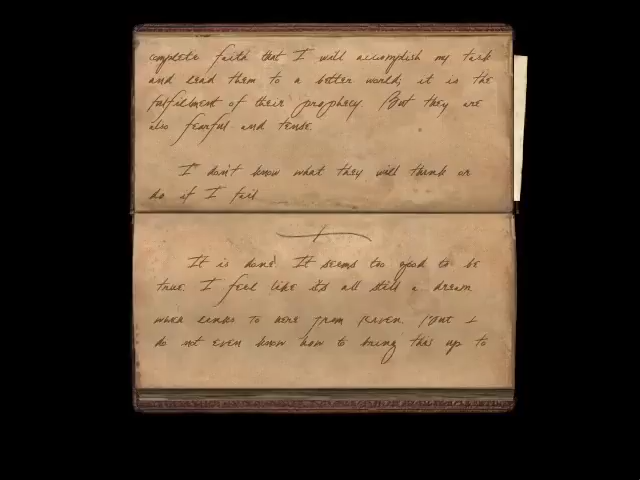 complete faith that I will accomplish my task
and lead them to a better world; it is the
fulfillment of their prophecy. But they are
also fearful and tense.
I don't know what they will think or
do if I fail
It is done. It seems too good to be
true. I feel like it's all still a dream
when links to here from Riven. But I
do not even know how to bring this up to